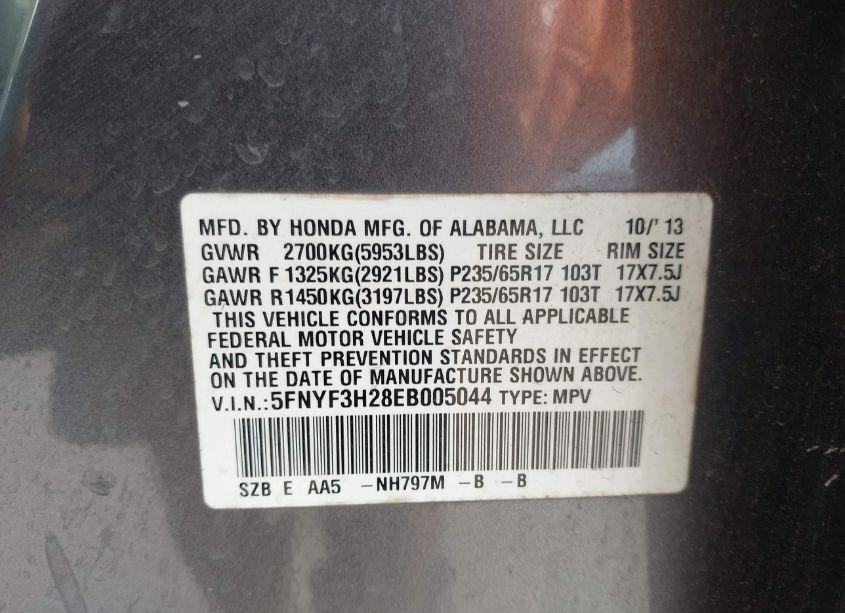 MFD. BY HONDA MFG. OF ALABAMA, LLC 10/' 13
GVWR 2700KG(5953LBS) TIRE SIZE RIM SIZE
GAWR F 1325KG(2921LBS) P235/65R17 103T 17X7.5J
GAWR R1450KG(3197LBS) P235/65R17 103T 17X7.5J
THIS VEHICLE CONFORMS TO ALL APPLICABLE
FEDERAL MOTOR VEHICLE SAFETY
AND THEFT PREVENTION STANDARDS IN EFFECT
ON THE DATE OF MANUFACTURE SHOWN ABOVE.
V.I.N.:5FNYF3H28EB005044 TYPE: MPV
SZB E AA5 -NH797M -B -B